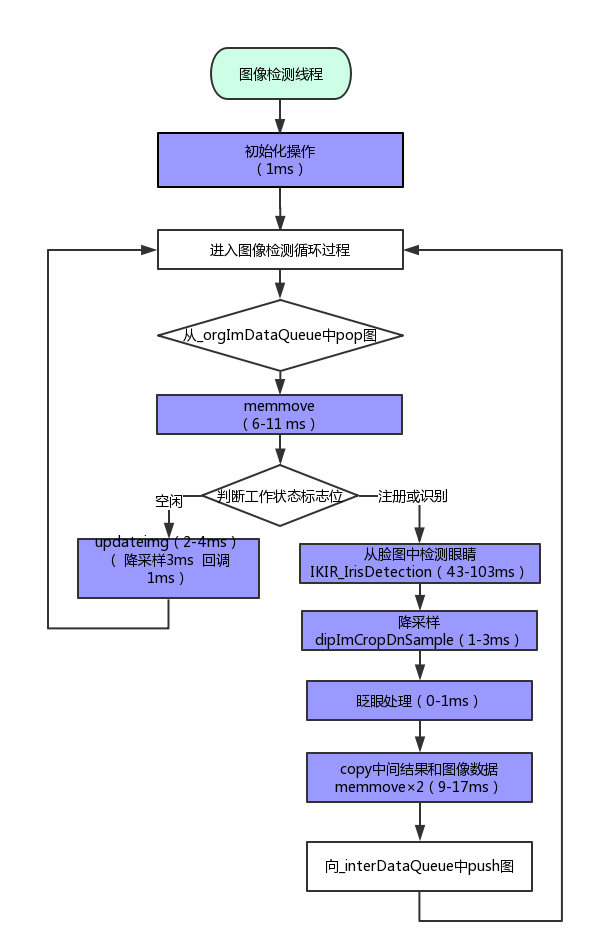 图像检测线程
初始化操作
（1ms）
进入图像检测循环过程
从_orgImDataQueue中pop图
memmove
（6-11 ms）
判断工作状态标志位
空闲
注册或识别
updateimg（2-4ms）
（ 降采样3ms 回调
1ms）
从脸图中检测眼睛
IKIR_IrisDetection（43-103ms）
降采样
dipImCropDnSample（1-3ms）
眨眼处理（0-1ms）
copy中间结果和图像数据
memmove×2（9-17ms）
向_interDataQueue中push图